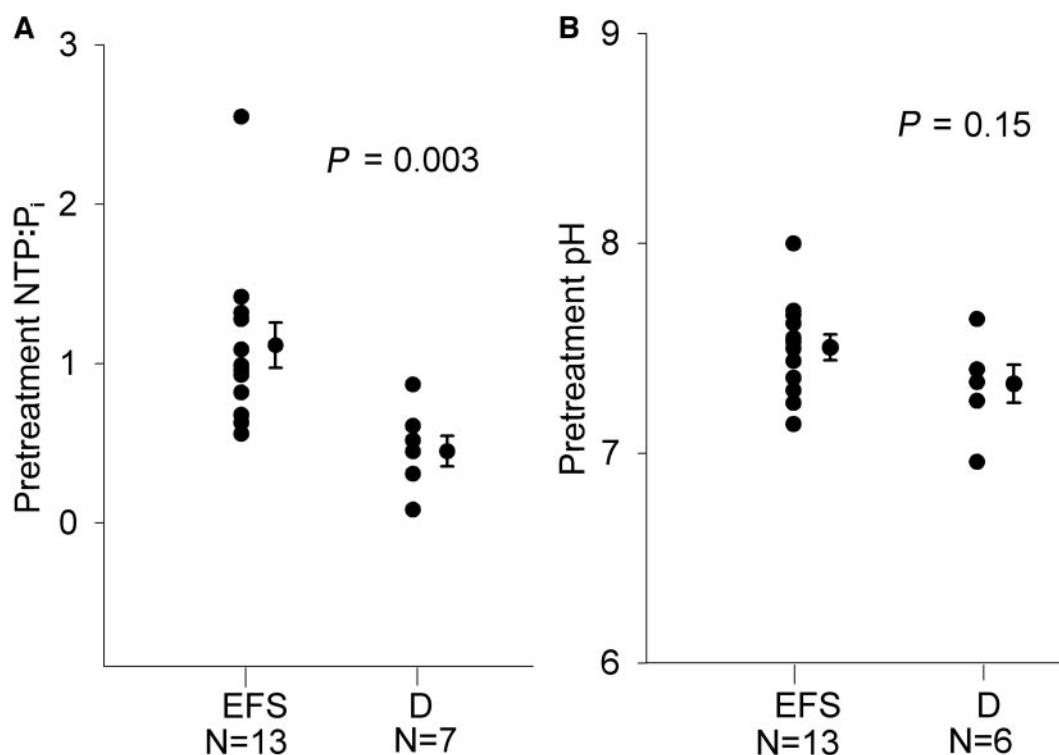 A
3
2
1
0
Pretreatment NTP:Pi
P = 0.003
EFS
N=13
D
N=7
B
9
8
7
6
Pretreatment pH
P = 0.15
EFS
N=13
D
N=6